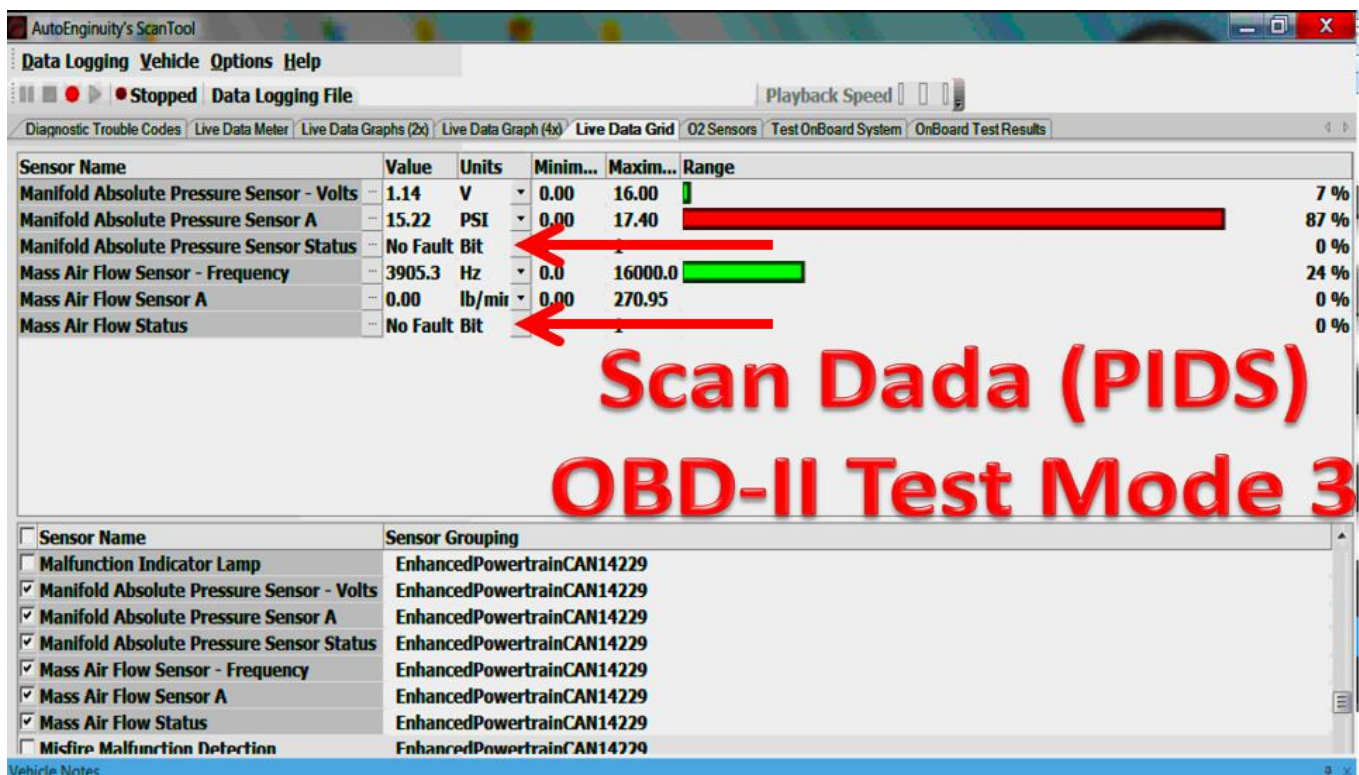 AutoEnginuity's ScanTool
Data Logging Vehicle Options Help
Stopped Data Logging File Playback Speed
Diagnostic Trouble Codes Live Data Meter Live Data Graphs (2x) Live Data Graph (4x) Live Data Grid O2 Sensors Test OnBoard System OnBoard Test Results
Sensor Name Value Units Minim... Maxim... Range
Manifold Absolute Pressure Sensor - Volts ... 1.14 V 0.00 16.00 7 %
Manifold Absolute Pressure Sensor A ... 15.22 PSI 0.00 17.40 87 %
Manifold Absolute Pressure Sensor Status ... No Fault Bit 1 0 %
Mass Air Flow Sensor - Frequency ... 3905.3 Hz 0.0 16000.0 24 %
Mass Air Flow Sensor A ... 0.00 lb/min 0.00 270.95 0 %
Mass Air Flow Status ... No Fault Bit 1 0 %
Scan Dada (PIDS)
OBD-II Test Mode 3
Sensor Name Sensor Grouping
Malfunction Indicator Lamp EnhancedPowertrainCAN14229
Manifold Absolute Pressure Sensor - Volts EnhancedPowertrainCAN14229
Manifold Absolute Pressure Sensor A EnhancedPowertrainCAN14229
Manifold Absolute Pressure Sensor Status EnhancedPowertrainCAN14229
Mass Air Flow Sensor - Frequency EnhancedPowertrainCAN14229
Mass Air Flow Sensor A EnhancedPowertrainCAN14229
Mass Air Flow Status EnhancedPowertrainCAN14229
Misfire Malfunction Detection EnhancedPowertrainCAN14229
Vehicle Notes